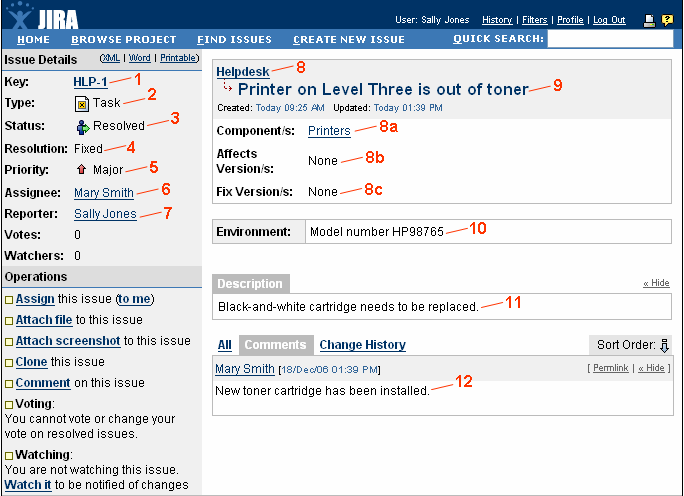 JIRA
User: Sally Jones History | Filters | Profile | Log Out
HOME BROWSE PROJECT FIND ISSUES CREATE NEW ISSUE QUICK SEARCH:
Issue Details (XML | Word | Printable)
Key: HLP-1 1
Type: Task 2
Status: Resolved 3
Resolution: Fixed 4
Priority: Major 5
Assignee: Mary Smith 6
Reporter: Sally Jones 7
Votes: 0
Watchers: 0
Operations
Assign this issue (to me)
Attach file to this issue
Attach screenshot to this issue
Clone this issue
Comment on this issue
Voting:
You cannot vote or change your
vote on resolved issues.
Watching:
You are not watching this issue.
Watch it to be notified of changes
Helpdesk 8
Printer on Level Three is out of toner 9
Created: Today 09:25 AM Updated: Today 01:39 PM
Component/s: Printers 8a
Affects
Version/s: None 8b
Fix Version/s: None 8c
Environment: Model number HP98765 10
Description « Hide
Black-and-white cartridge needs to be replaced. 11
All Comments Change History Sort Order:
Mary Smith [18/Dec/06 01:39 PM] [ Permlink | « Hide ]
New toner cartridge has been installed. 12